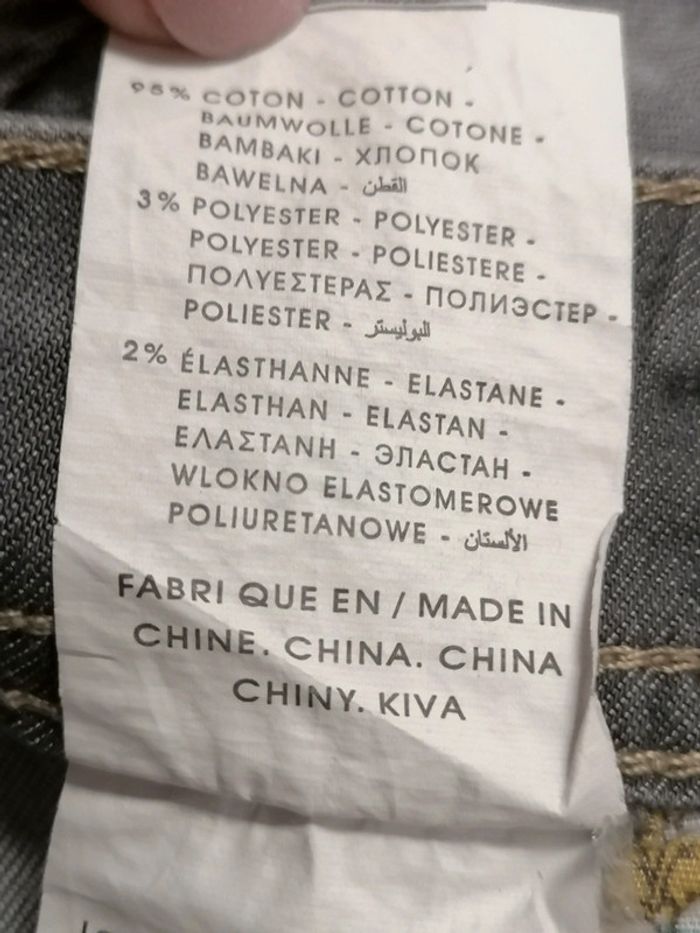 95% COTON - COTTON -
BAUMWOLLE - COTONE -
BAMBAKI - ХЛОПОК
BAWELNA - القطن
3% POLYESTER - POLYESTER -
POLYESTER - POLIESTERE -
ΠΟΛΥΕΣΤΕΡΑΣ - ПОЛИЭСТЕР -
POLIESTER - البوليستر
2% ÉLASTHANNE - ELASTANE -
ELASTHAN - ELASTAN -
ΕΛΑΣΤΑΝΗ - ЭЛАСТАН -
WLOKNO ELASTOMEROWE
POLIURETANOWE - الألستان
FABRI QUE EN / MADE IN
CHINE. CHINA. CHINA
CHINY. KIVA